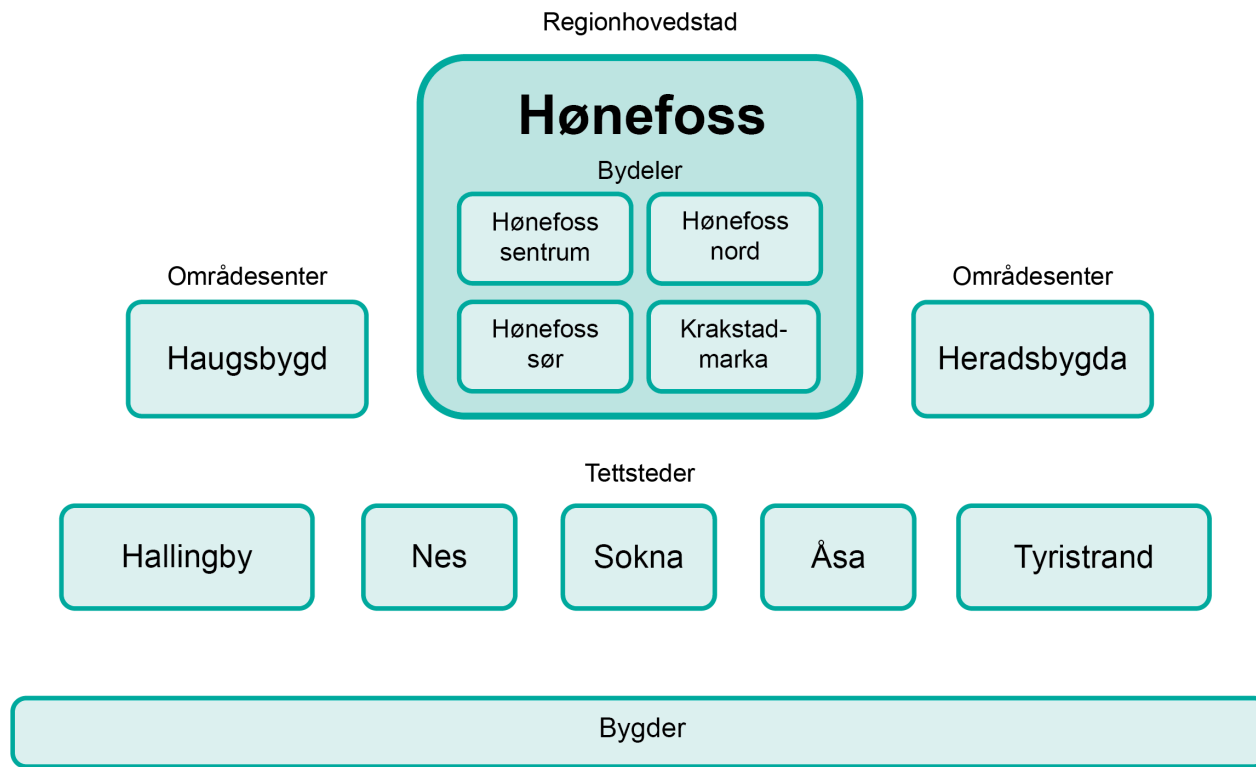 Regionhovedstad
Hønefoss
Bydeler
Hønefoss
sentrum
Hønefoss
nord
Hønefoss
sør
Krakstad-
marka
Områdesenter
Haugsbygd
Områdesenter
Heradsbygda
Tettsteder
Hallingby
Nes
Sokna
Åsa
Tyristrand
Bygder